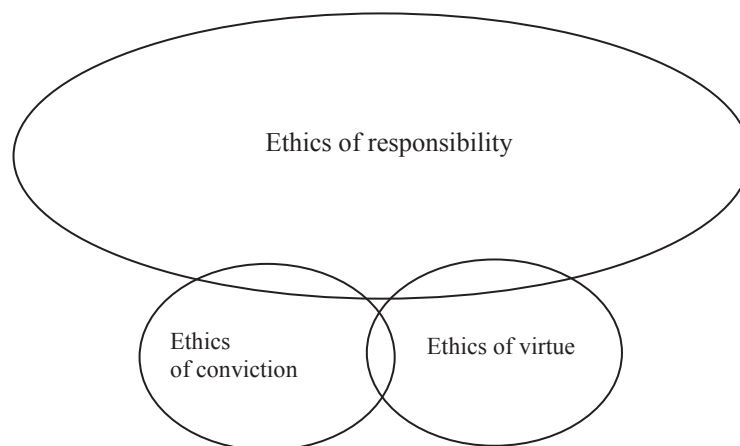 Ethics of responsibility
Ethics
of conviction
Ethics of virtue